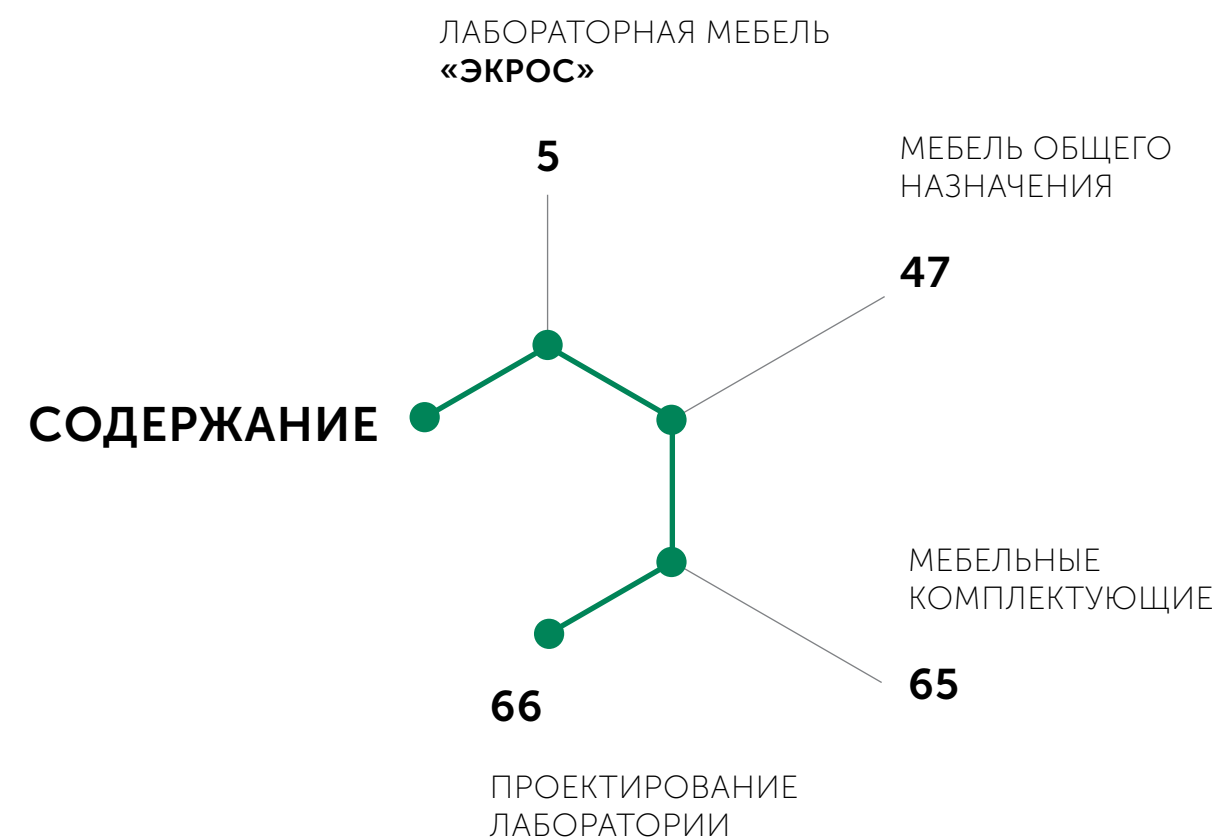 ЛАБОРАТОРНАЯ МЕБЕЛЬ
«ЭКРОС»
5
МЕБЕЛЬ ОБЩЕГО
НАЗНАЧЕНИЯ
47
СОДЕРЖАНИЕ
МЕБЕЛЬНЫЕ
КОМПЛЕКТУЮЩИЕ
65
66
ПРОЕКТИРОВАНИЕ
ЛАБОРАТОРИИ